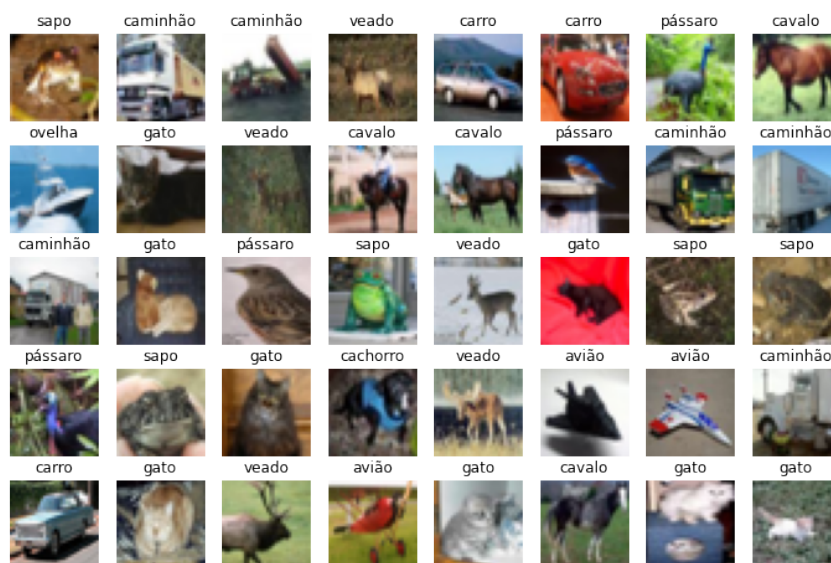 sapo caminhão caminhão veado carro carro pássaro cavalo
ovelha gato veado cavalo cavalo pássaro caminhão caminhão
caminhão gato pássaro sapo veado gato sapo sapo
pássaro sapo gato cachorro veado avião avião caminhão
carro gato veado avião gato cavalo gato gato